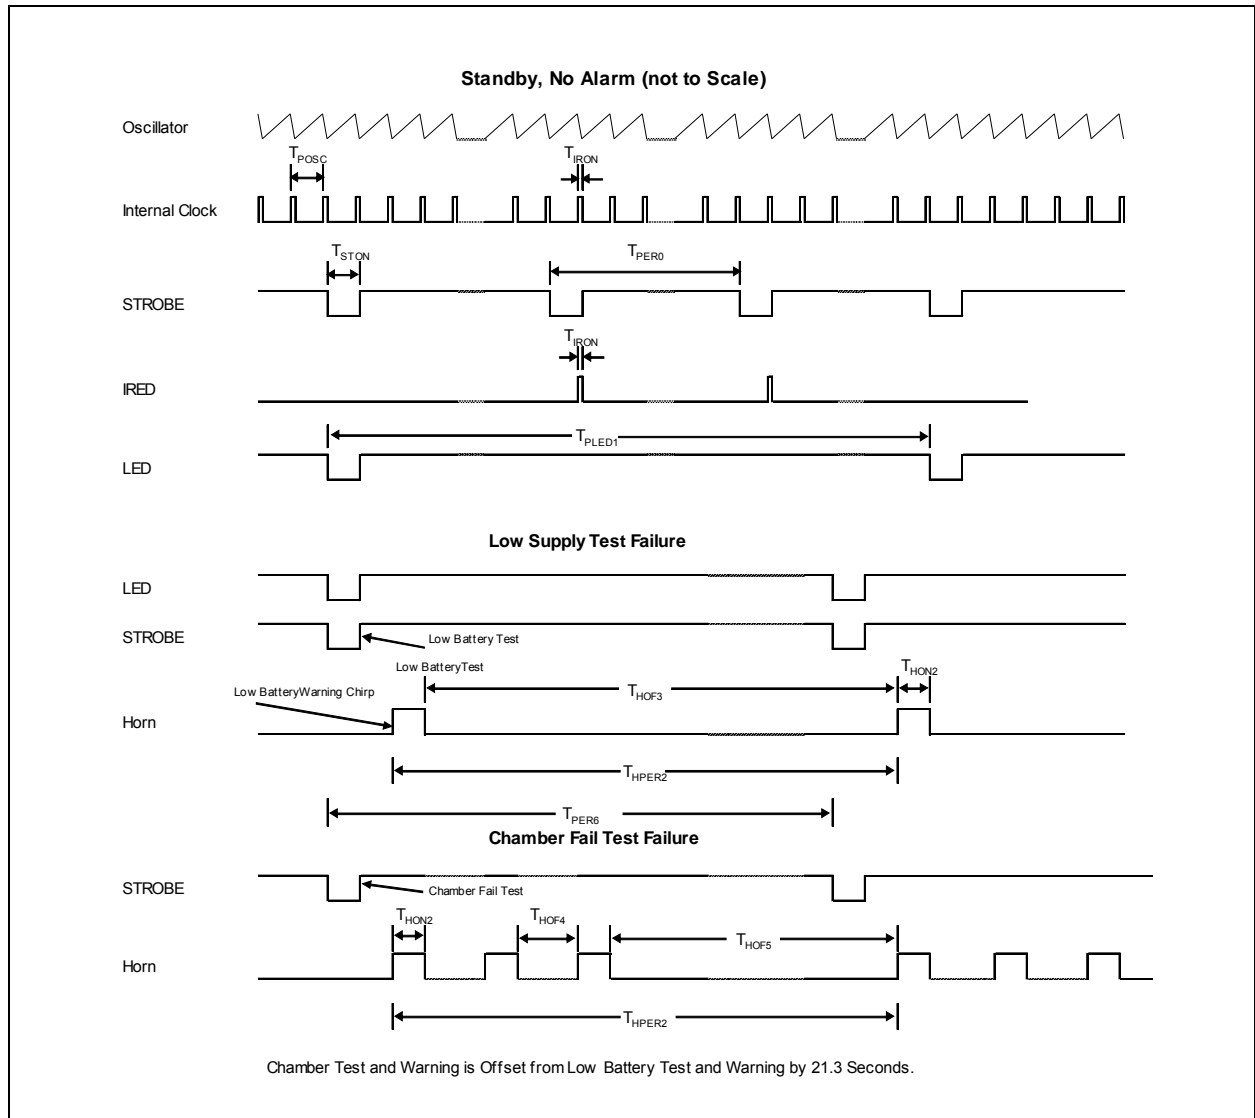 Standby, No Alarm (not to Scale)
Oscillator
TPOSC
TIRON
Internal Clock
TSTON
TPER0
STROBE
TIRON
IRED
TPLED1
LED
Low Supply Test Failure
LED
STROBE
Low Battery Test
Low BatteryTest
THON2
Low BatteryWarning Chirp
THOF3
Horn
THPER2
TPER6
Chamber Fail Test Failure
STROBE
Chamber Fail Test
THON2
THOF4
THOF5
Horn
THPER2
Chamber Test and Warning is Offset from Low Battery Test and Warning by 21.3 Seconds.